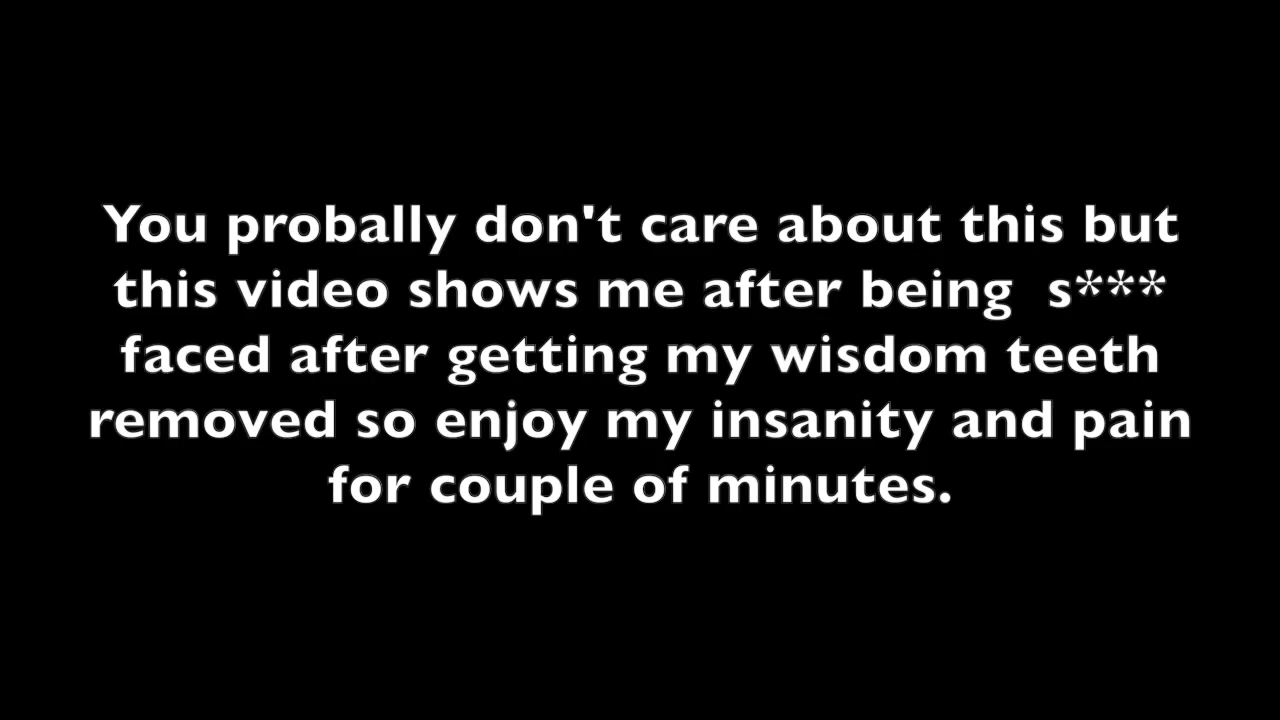 You probally don't care about this but
this video shows me after being  s***
faced after getting my wisdom teeth
removed so enjoy my insanity and pain
for couple of minutes.